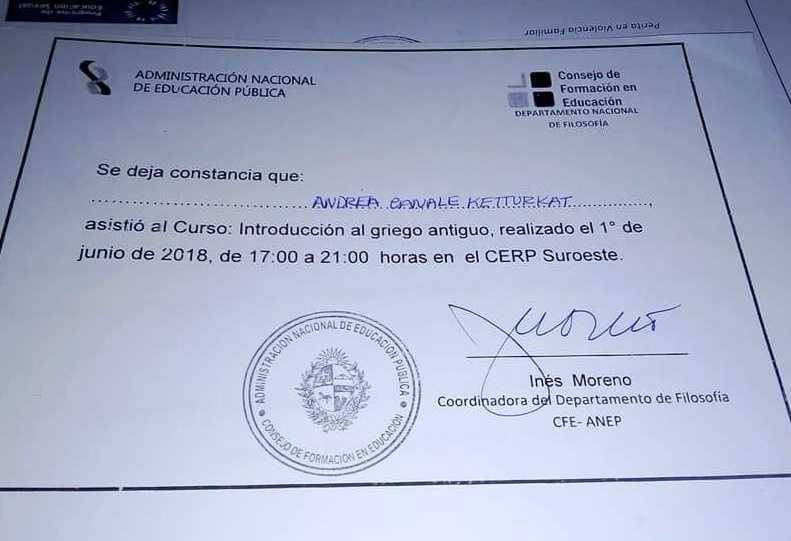 Educación Sexual
Perita en Violencia Familiar
ADMINISTRACIÓN NACIONAL
DE EDUCACIÓN PÚBLICA
Consejo de
Formación en
Educación
DEPARTAMENTO NACIONAL
DE FILOSOFÍA
Se deja constancia que:
ANDREA KETTURKAT,
asistió al Curso: Introducción al griego antiguo, realizado el 1° de
junio de 2018, de 17:00 a 21:00 horas en el CERP Suroeste.
ADMINISTRACIÓN NACIONAL DE EDUCACIÓN PÚBLICA
CONSEJO DE FORMACIÓN EN EDUCACIÓN
Inés Moreno
Coordinadora del Departamento de Filosofía
CFE- ANEP